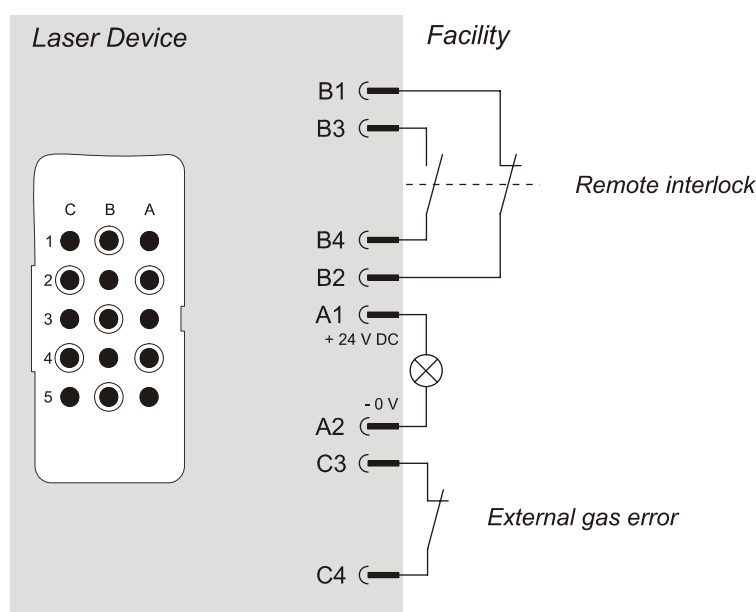 Laser Device
Facility
B1
B3
Remote interlock
B4
B2
A1
+ 24 V DC
- 0 V
A2
C3
External gas error
C4
C B A
1
2
3
4
5